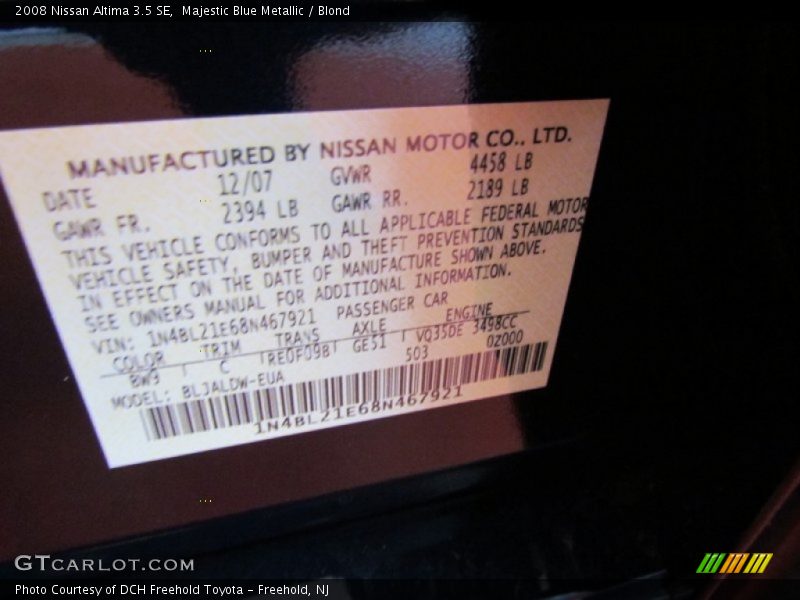 2008 Nissan Altima 3.5 SE, Majestic Blue Metallic / Blond
MANUFACTURED BY NISSAN MOTOR CO., LTD.
DATE 12/07 GVWR 4458 LB
GAWR FR. 2394 LB GAWR RR. 2189 LB
THIS VEHICLE CONFORMS TO ALL APPLICABLE FEDERAL MOTOR
VEHICLE SAFETY, BUMPER AND THEFT PREVENTION STANDARDS
IN EFFECT ON THE DATE OF MANUFACTURE SHOWN ABOVE.
SEE OWNERS MANUAL FOR ADDITIONAL INFORMATION.
VIN: 1N4BL21E68N467921 PASSENGER CAR
COLOR TRIM TRANS AXLE ENGINE
BW9 C RE0F09B GE51 VQ35DE 3498CC
MODEL: BLJALDW-EUA 503 0Z000
1N4BL21E68N467921
GTCARLOT.COM
Photo Courtesy of DCH Freehold Toyota - Freehold, NJ